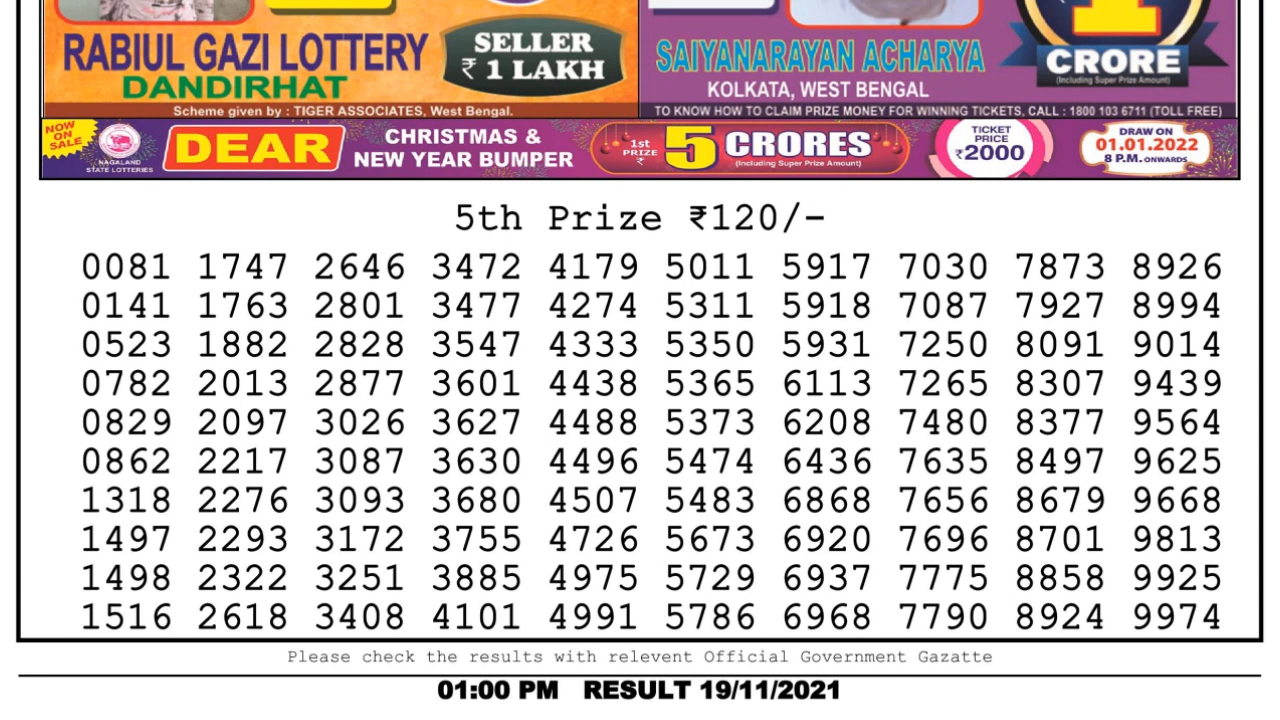 RABIUL GAZI LOTTERY
DANDIRHAT
SELLER
₹ 1 LAKH
Scheme given by : TIGER ASSOCIATES, West Bengal.
SAIYANARAYAN ACHARYA
KOLKATA, WEST BENGAL
1
CRORE
(Including Super Prize Amount)
TO KNOW HOW TO CLAIM PRIZE MONEY FOR WINNING TICKETS, CALL : 1800 103 6711 (TOLL FREE)
NOW
ON
SALE
NAGALAND
STATE LOTTERIES
DEAR
CHRISTMAS &
NEW YEAR BUMPER
1st
PRIZE
₹
5 CRORES
(Including Super Prize Amount)
TICKET
PRICE
₹2000
DRAW ON
01.01.2022
8 P.M. ONWARDS
5th Prize ₹120/-
0081 1747 2646 3472 4179 5011 5917 7030 7873 8926
0141 1763 2801 3477 4274 5311 5918 7087 7927 8994
0523 1882 2828 3547 4333 5350 5931 7250 8091 9014
0782 2013 2877 3601 4438 5365 6113 7265 8307 9439
0829 2097 3026 3627 4488 5373 6208 7480 8377 9564
0862 2217 3087 3630 4496 5474 6436 7635 8497 9625
1318 2276 3093 3680 4507 5483 6868 7656 8679 9668
1497 2293 3172 3755 4726 5673 6920 7696 8701 9813
1498 2322 3251 3885 4975 5729 6937 7775 8858 9925
1516 2618 3408 4101 4991 5786 6968 7790 8924 9974
Please check the results with relevent Official Government Gazatte
01:00 PM RESULT 19/11/2021